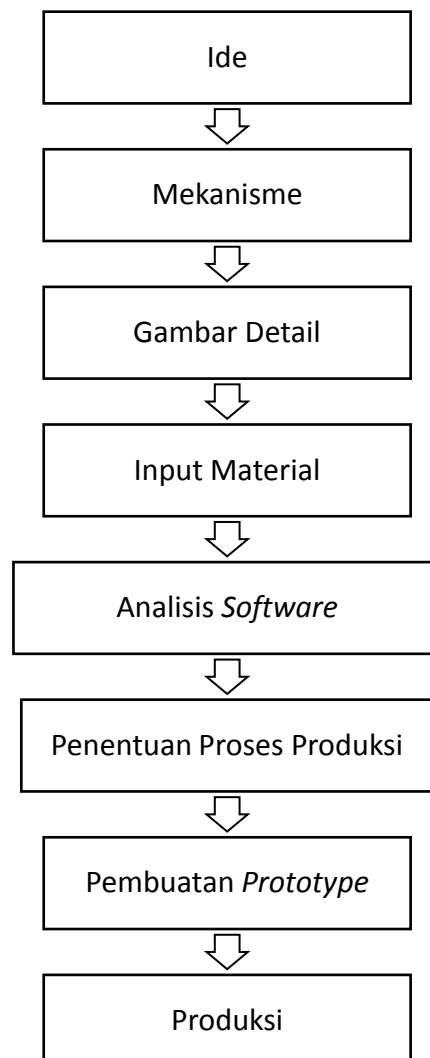 Ide
Mekanisme
Gambar Detail
Input Material
Analisis Software
Penentuan Proses Produksi
Pembuatan Prototype
Produksi